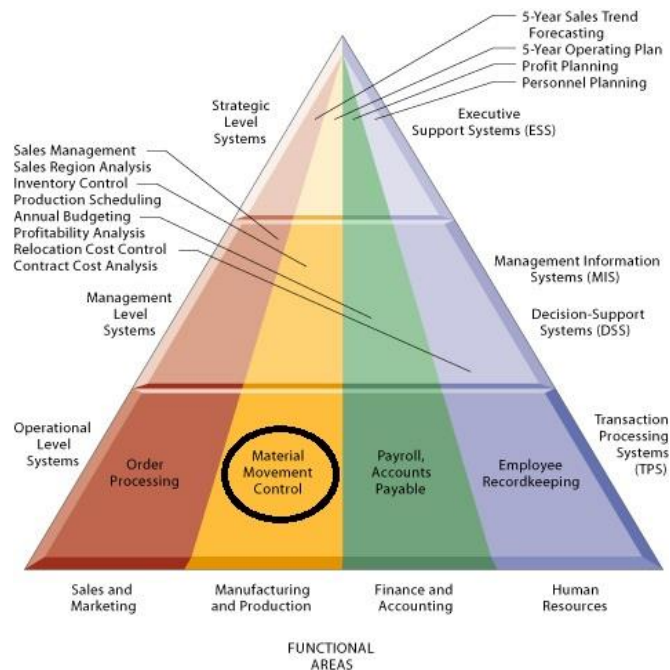 5-Year Sales Trend
Forecasting
5-Year Operating Plan
Profit Planning
Personnel Planning
Strategic
Level
Systems
Executive
Support Systems (ESS)
Sales Management
Sales Region Analysis
Inventory Control
Production Scheduling
Annual Budgeting
Profitability Analysis
Relocation Cost Control
Contract Cost Analysis
Management
Level
Systems
Management Information
Systems (MIS)
Decision-Support
Systems (DSS)
Operational
Level
Systems
Order
Processing
Material
Movement
Control
Payroll,
Accounts
Payable
Employee
Recordkeeping
Transaction
Processing
Systems
(TPS)
Sales and
Marketing
Manufacturing
and Production
Finance and
Accounting
Human
Resources
FUNCTIONAL
AREAS